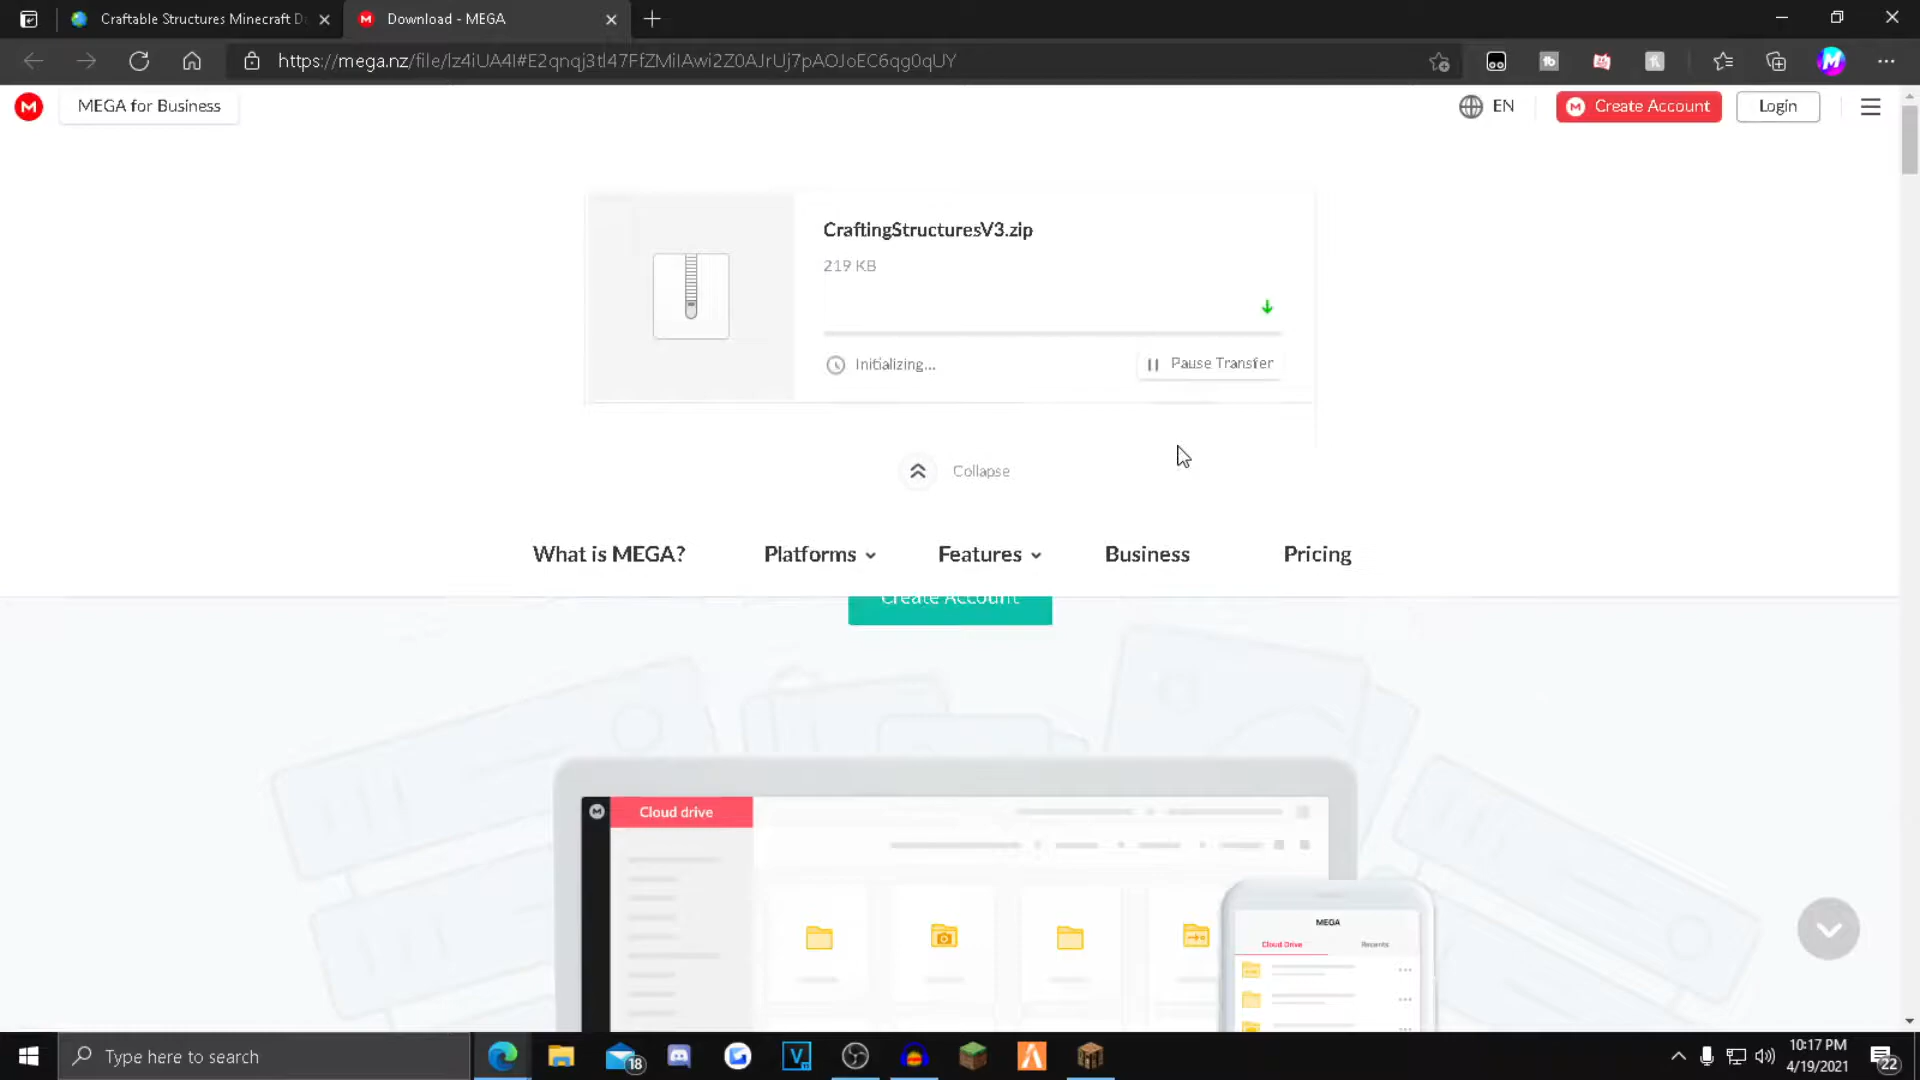 Craftable Structures Minecraft D
Download - MEGA
https://mega.nz/file/lz4iUA4I#E2qnqj3tl47FfZMiIAwi2Z0AJrUj7pAOJoEC6qg0qUY
MEGA for Business
EN
Create Account
Login
CraftingStructuresV3.zip
219 KB
Initializing...
Pause Transfer
Collapse
What is MEGA?
Platforms
Features
Business
Pricing
Create Account
Cloud drive
MEGA
Cloud Drive
Recents
Type here to search
18
10:17 PM
4/19/2021
22